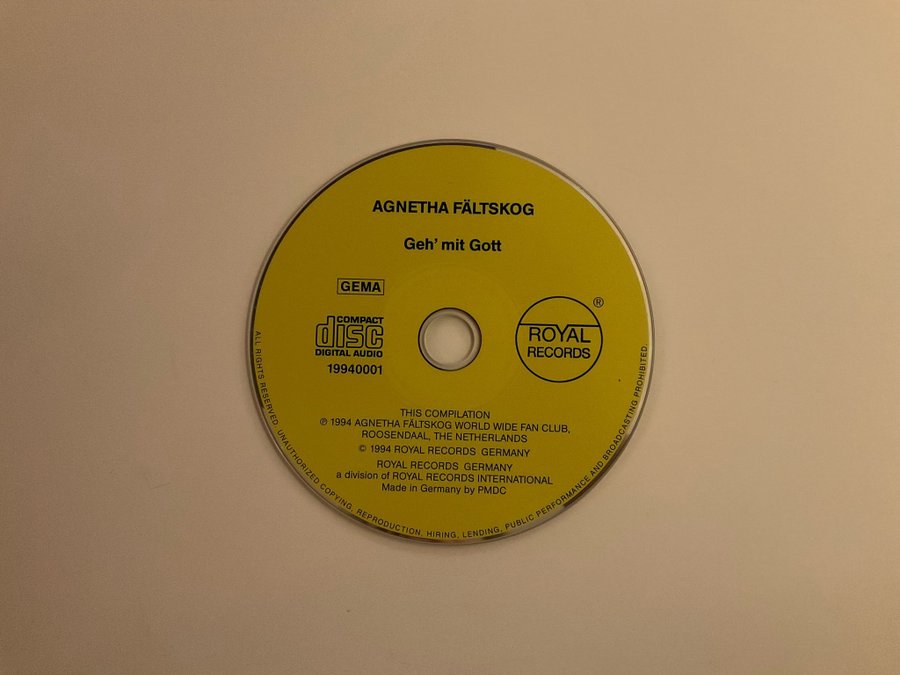 AGNETHA FÄLTSKOG
Geh' mit Gott
GEMA
COMPACT
disc
DIGITAL AUDIO
19940001
ROYAL
RECORDS
®
THIS COMPILATION
℗ 1994 AGNETHA FÄLTSKOG WORLD WIDE FAN CLUB,
ROOSENDAAL, THE NETHERLANDS
© 1994 ROYAL RECORDS GERMANY
ROYAL RECORDS GERMANY
a division of ROYAL RECORDS INTERNATIONAL
Made in Germany by PMDC
ALL RIGHTS RESERVED. UNAUTHORIZED COPYING, REPRODUCTION, HIRING, LENDING, PUBLIC PERFORMANCE AND BROADCASTING PROHIBITED.